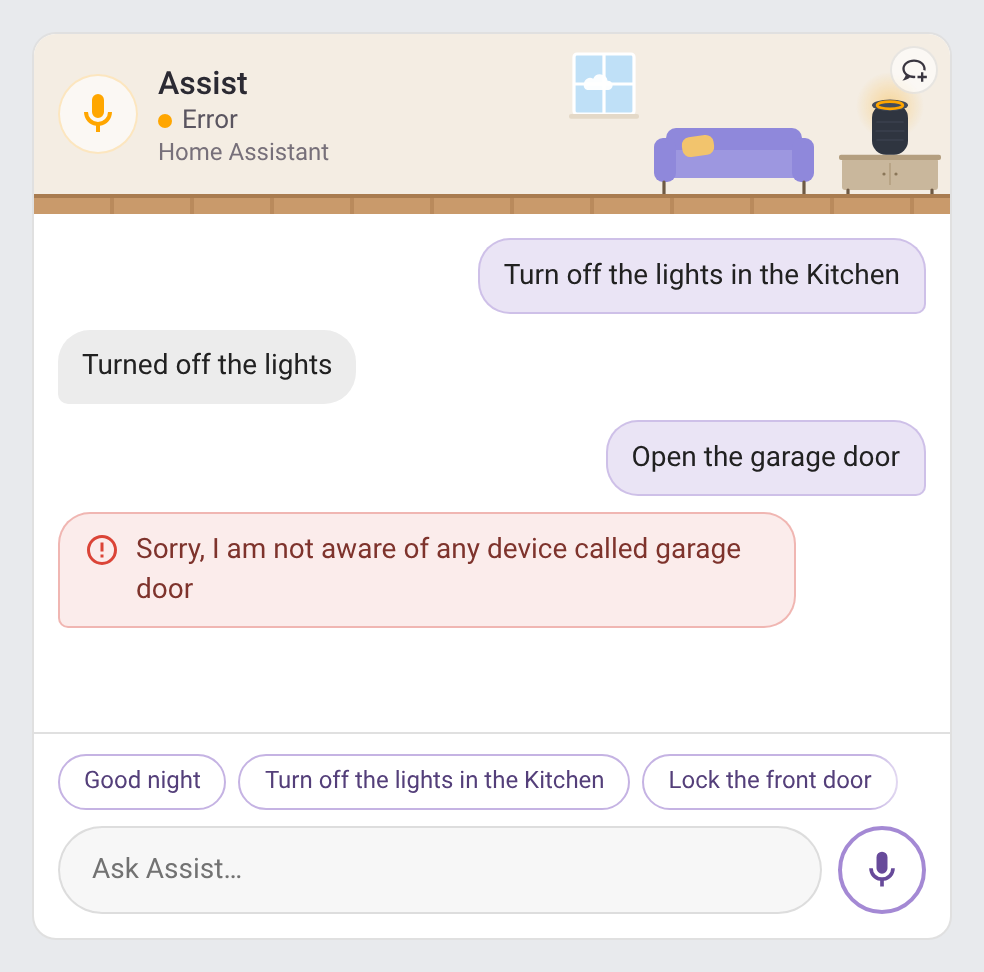 Assist
Error
Home Assistant
Turn off the lights in the Kitchen
Turned off the lights
Open the garage door
Sorry, I am not aware of any device called garage
door
Good night
Turn off the lights in the Kitchen
Lock the front door
Ask Assist…